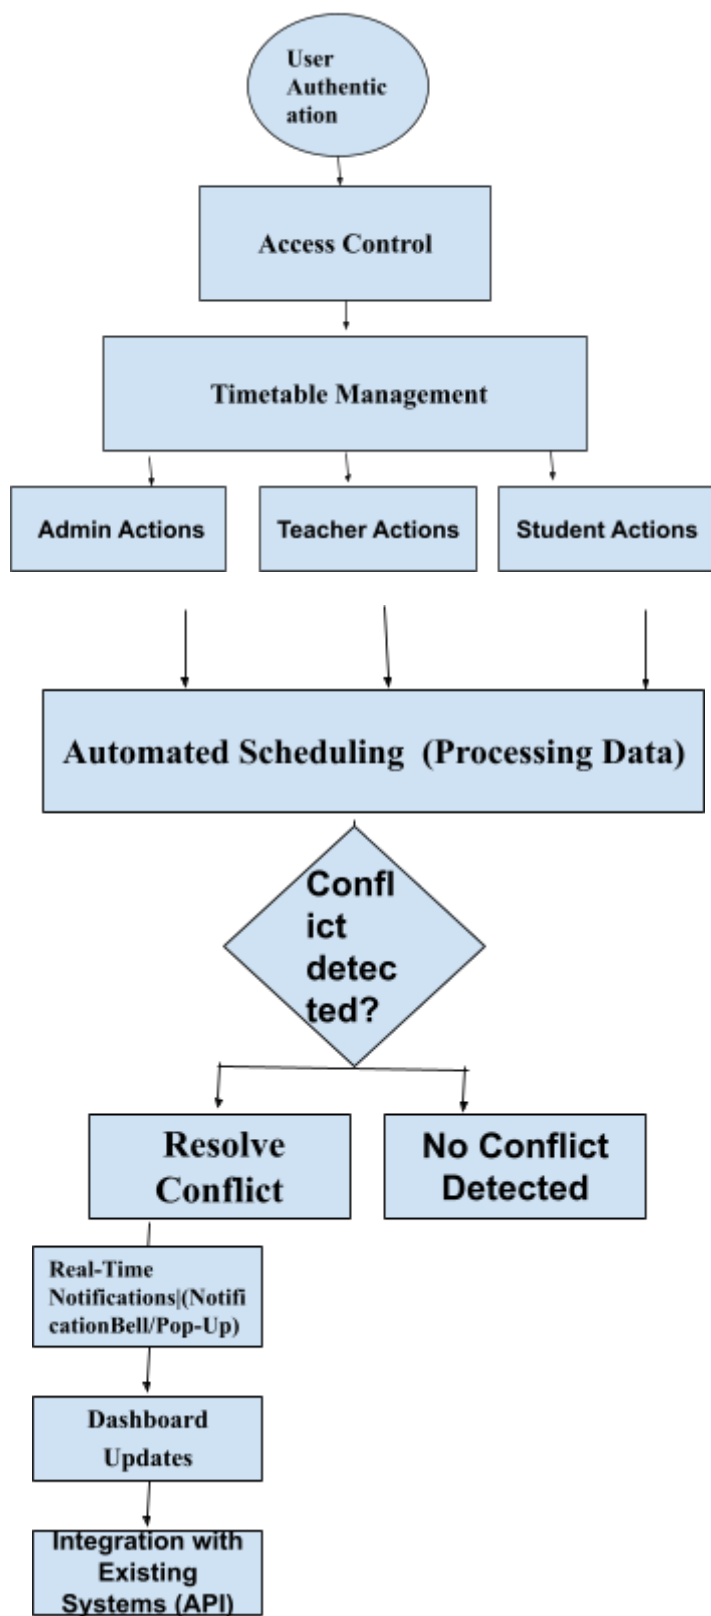 User
Authentic
ation
Access Control
Timetable Management
Admin Actions
Teacher Actions
Student Actions
Automated Scheduling (Processing Data)
Confl
ict
detec
ted?
Resolve
Conflict
No Conflict
Detected
Real-Time
Notifications|(Notifi
cationBell/Pop-Up)
Dashboard
Updates
Integration with
Existing
Systems (API)